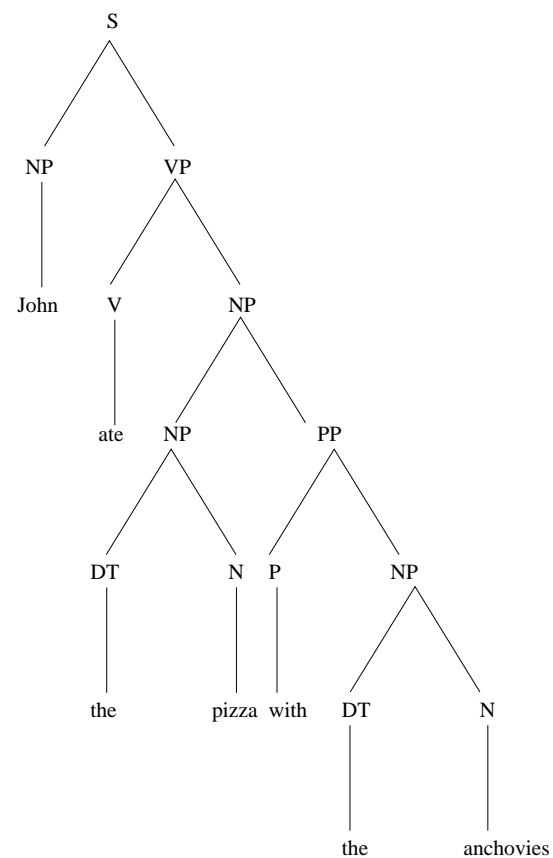 S
NP VP
John V NP
ate NP PP
DT N P NP
the pizza with DT N
the anchovies